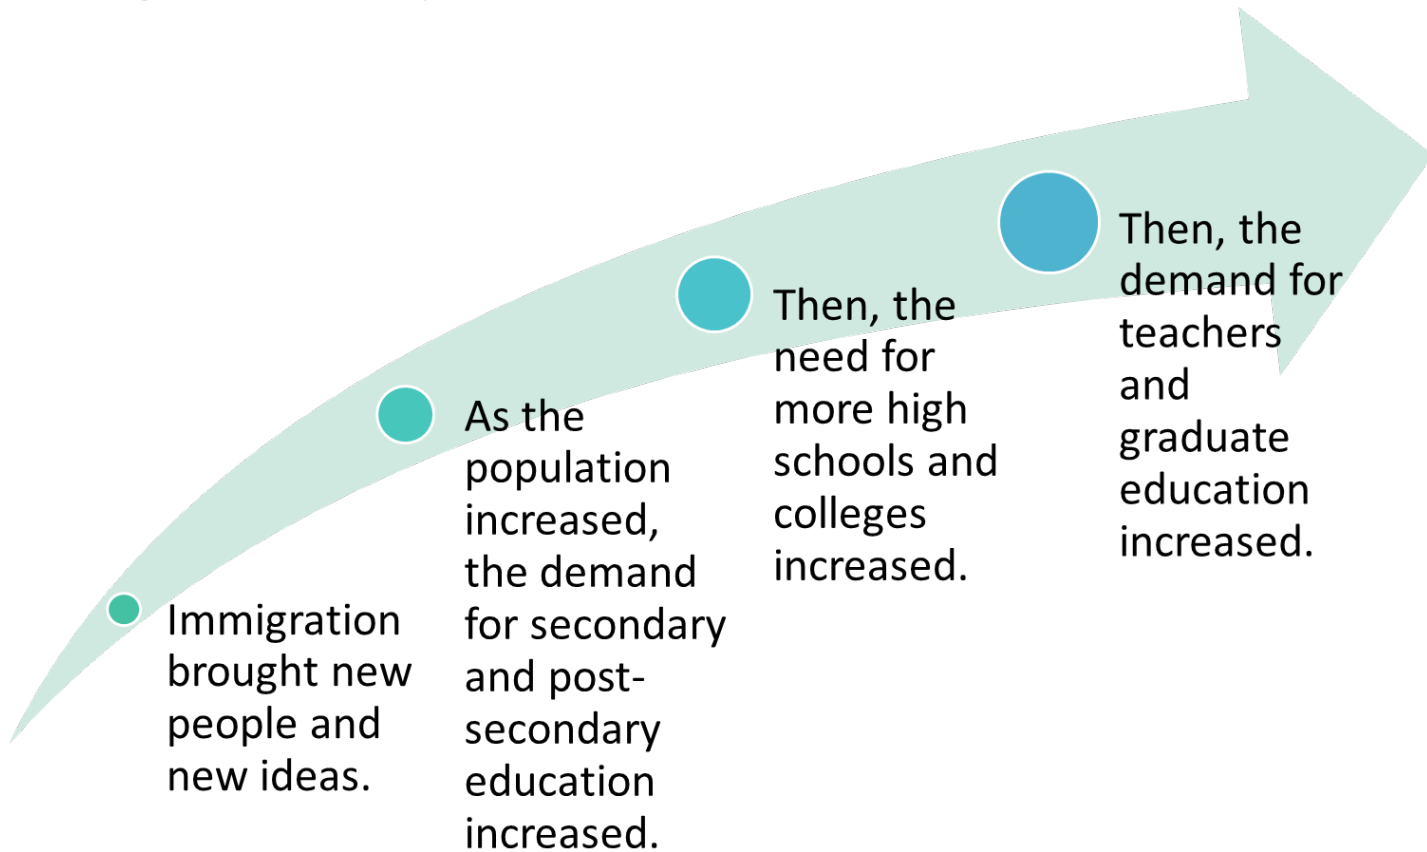 Immigration
brought new
people and
new ideas.
As the
population
increased,
the demand
for secondary
and post-
secondary
education
increased.
Then, the
need for
more high
schools and
colleges
increased.
Then, the
demand for
teachers
and
graduate
education
increased.